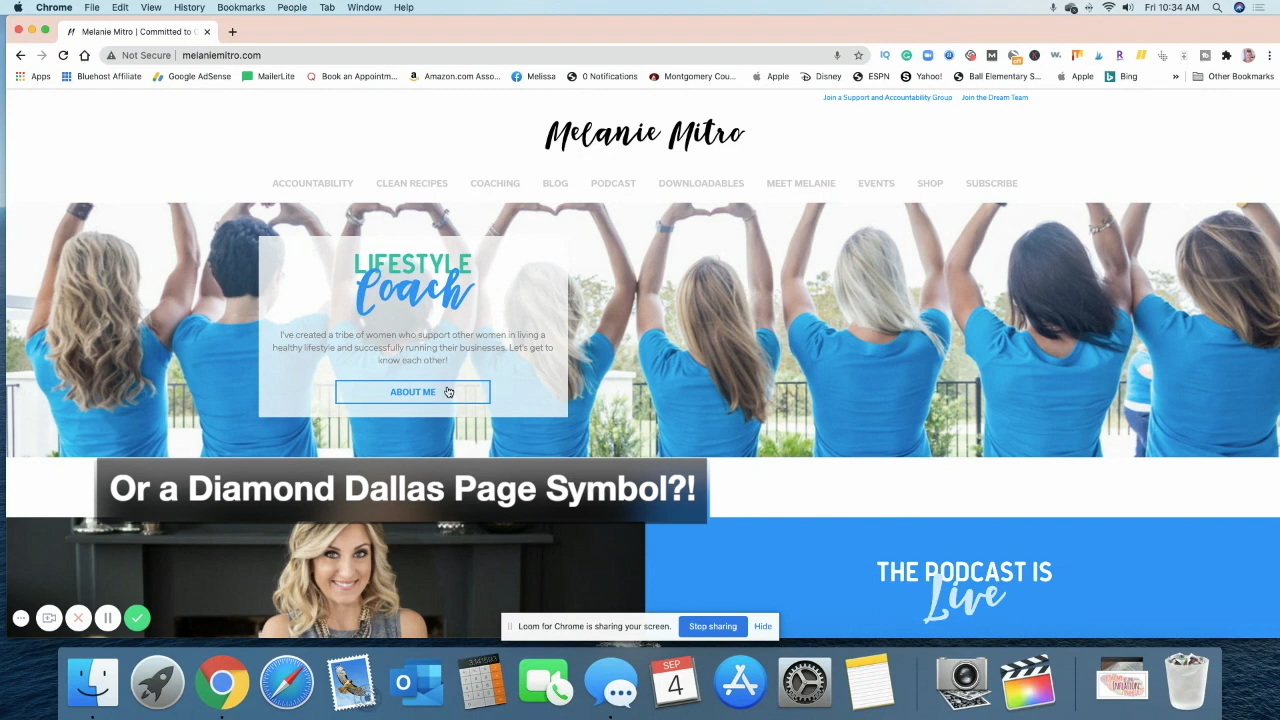 Chrome File Edit View History Bookmarks People Tab Window Help
Fri 10:34 AM
Melanie Mitro | Committed to
Not Secure | melaniemitro.com
Apps Bluehost Affiliate Google AdSense MailerLite Book an Appointm... Amazon.com Asso... Melissa 0 Notifications Montgomery Cou... Apple Disney ESPN Yahoo! Ball Elementary S... Apple Bing » Other Bookmarks
Join a Support and Accountability Group Join the Dream Team
Melanie Mitro
ACCOUNTABILITY CLEAN RECIPES COACHING BLOG PODCAST DOWNLOADABLES MEET MELANIE EVENTS SHOP SUBSCRIBE
LIFESTYLE
Coach
I've created a tribe of women who support other women in living a
healthy lifestyle and successfully running their businesses. Let's get to
know each other!
ABOUT ME
Or a Diamond Dallas Page Symbol?!
THE PODCAST IS
Live
Loom for Chrome is sharing your screen. Stop sharing Hide
SEP
4